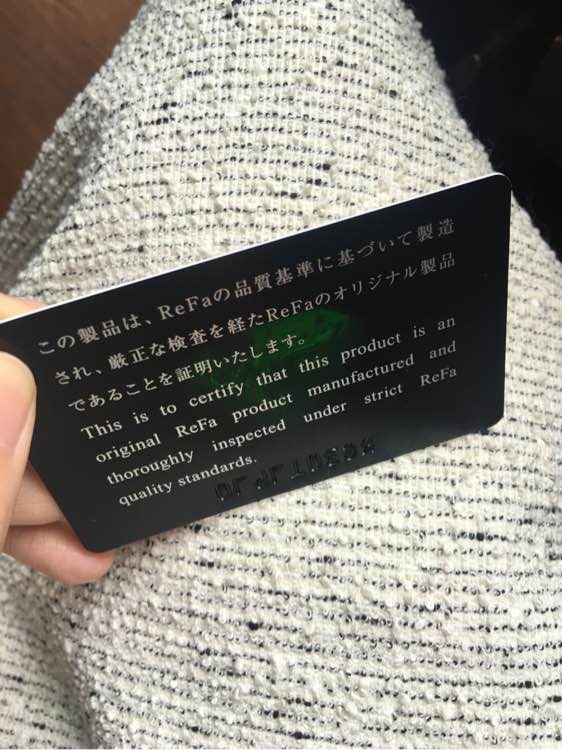 この製品は、ReFaの品質基準に基づいて製造
され、厳正な検査を経たReFaのオリジナル製品
であることを証明いたします。
This is to certify that this product is an
original ReFa product manufactured and
thoroughly inspected under strict ReFa
quality standards.